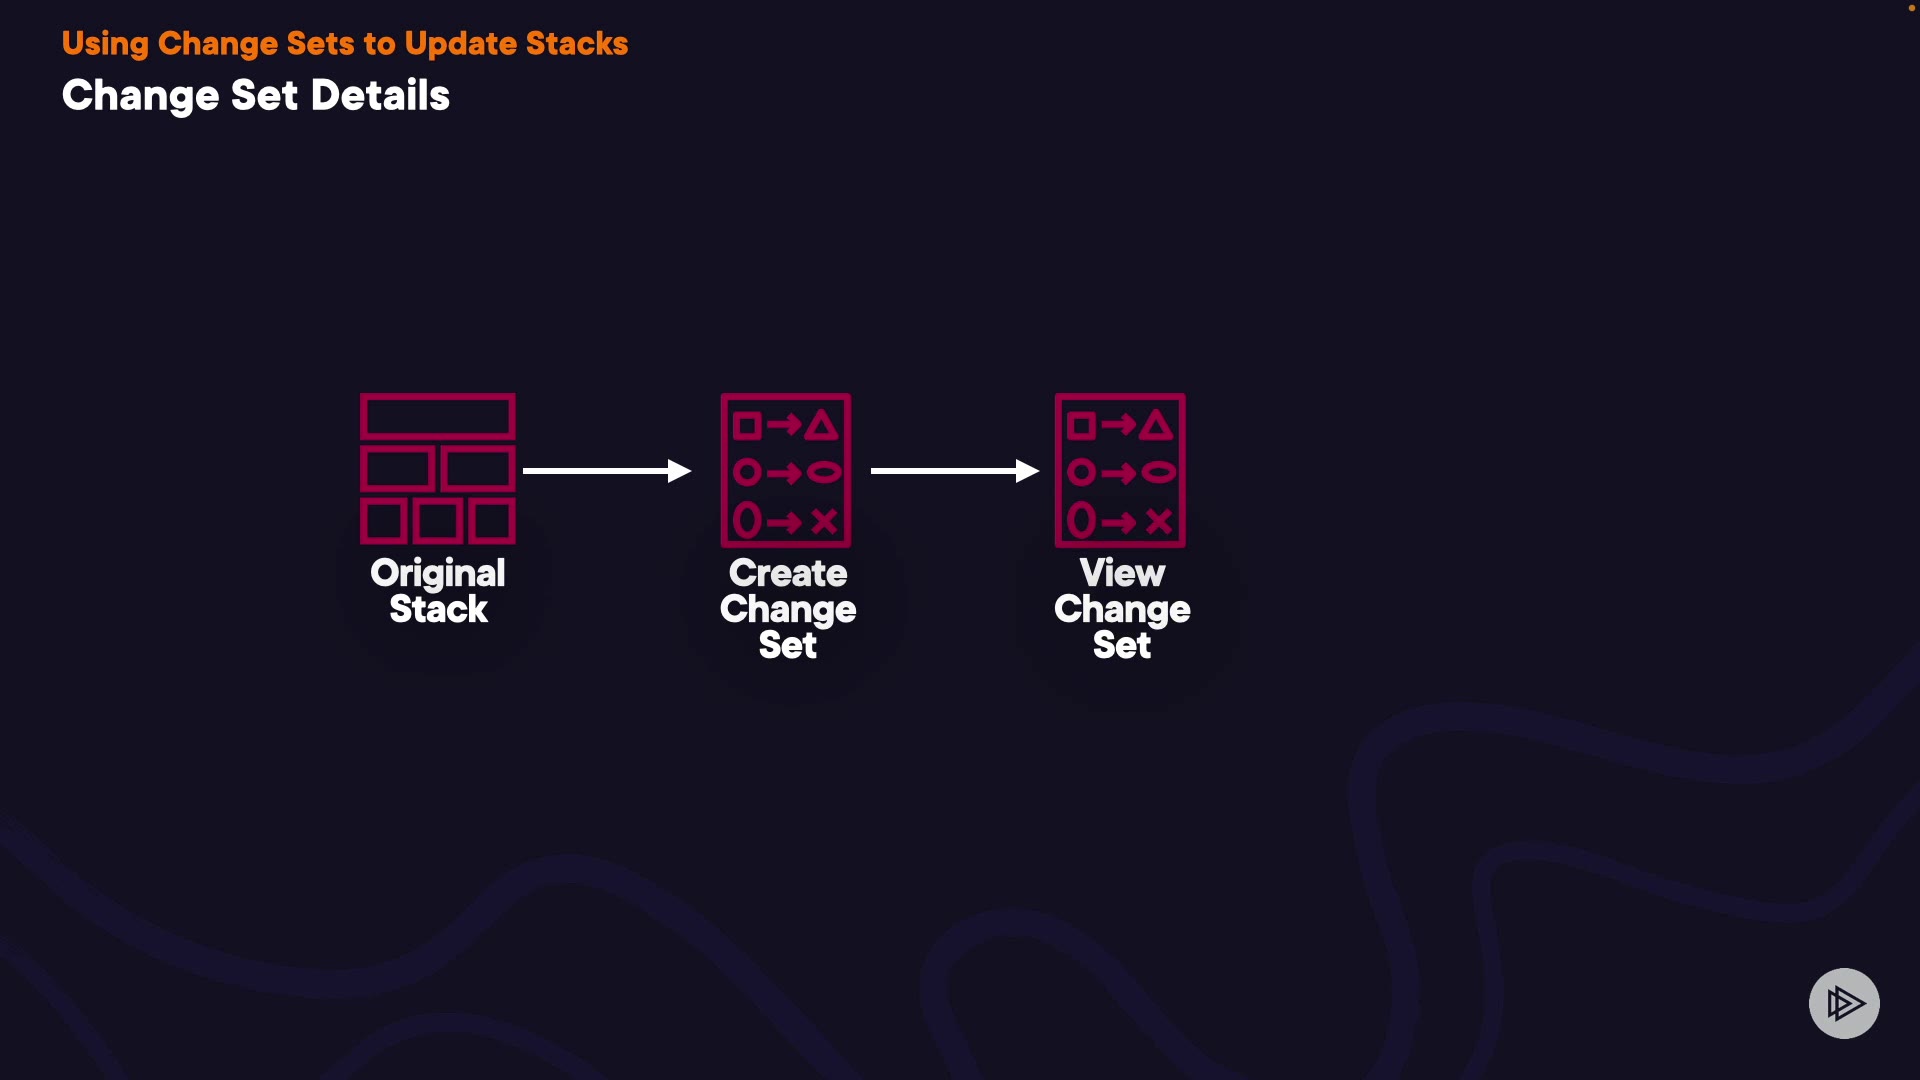 Using Change Sets to Update Stacks
Change Set Details
Original
Stack
Create
Change
Set
View
Change
Set